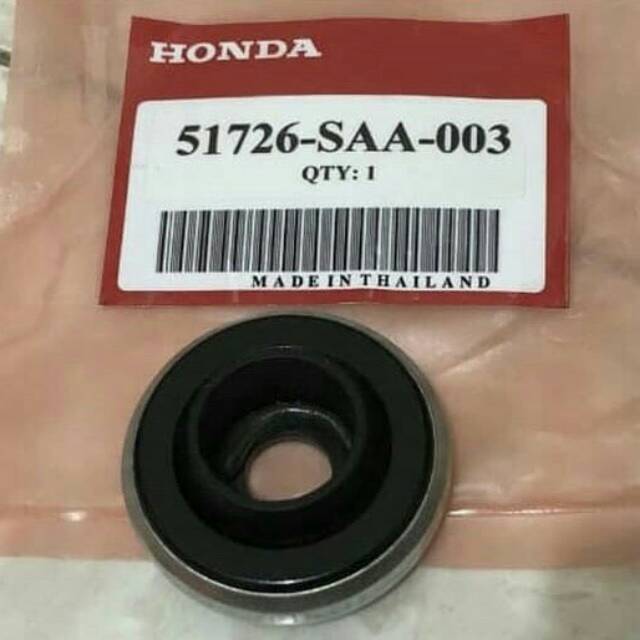 HONDA
51726-SAA-003
QTY: 1
MADE IN THAILAND